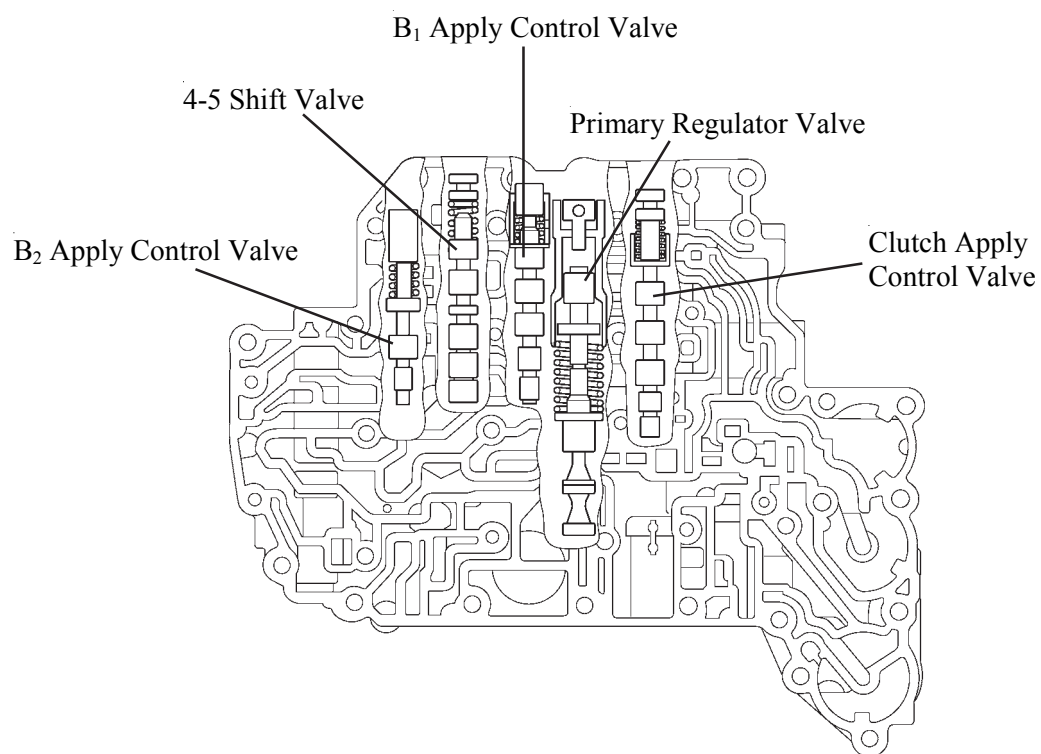 B₁ Apply Control Valve
4-5 Shift Valve
Primary Regulator Valve
B₂ Apply Control Valve
Clutch Apply
Control Valve